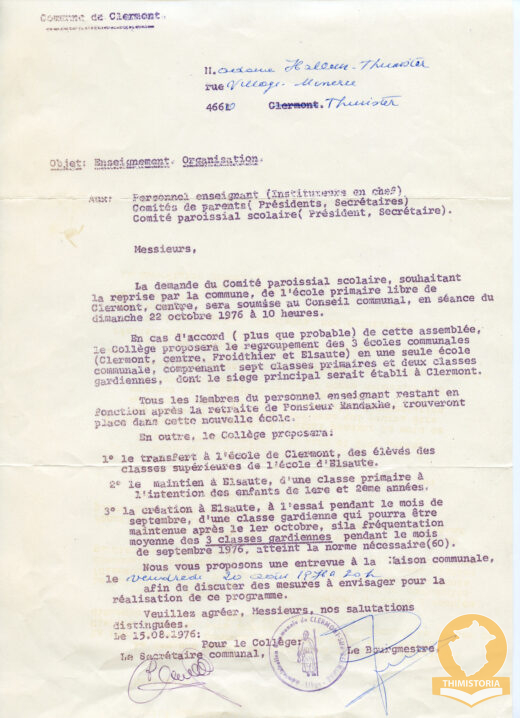 Commune de Clermont.
Madame Halleux-Thimister
rue Village-Minerie
4660 Clermont. Thimister
Objet: Enseignement. Organisation.
Aux: Personnel enseignant (Instituteurs en chef)
Comités de parents( Présidents, Secrétaires)
Comité paroissial scolaire( Président, Secrétaire).
Messieurs,
La demande du Comité paroissial scolaire, souhaitant
la reprise par la commune, de l'école primaire libre de
Clermont, centre, sera soumise au Conseil communal, en séance du
dimanche 22 octobre 1976 à 10 heures.
En cas d'accord ( plus que probable) de cette assemblée,
le Collège proposera le regroupement des 3 écoles communales
(Clermont, centre, Froidthier et Elsaute) en une seule école
communale, comprenant sept classes primaires et deux classes
gardiennes, dont le siege principal serait établi à Clermont.
Tous les Membres du personnel enseignant restant en
fonction après la retraite de Monsieur Mandaxhe, trouveront
place dans cette nouvelle école.
En outre, le Collège proposera:
1° le transfert à l'école de Clermont, des élèves des
classes supérieures de l'école d'Elsaute.
2° le maintien à Elsaute, d'une classe primaire à
l'intention des enfants de 1ere et 2ème années.
3° la création à Elsaute, à l'essai pendant le mois de
septembre, d'une classe gardienne qui pourra être
maintenue après le 1er octobre, sila fréquentation
moyenne des 3 classes gardiennes pendant le mois
de septembre 1976, atteint la norme nécessaire(60).
Nous vous proposons une entrevue à la Maison communale,
le vendredi 20 août 1976 à 20h
afin de discuter des mesures à envisager pour la
réalisation de ce programme.
Veuillez agréer, Messieurs, nos salutations
distinguées.
Le 15.08.1976:
Pour le Collège:
Le Secrétaire communal,
Le Bourgmestre.
THIMISTORIA